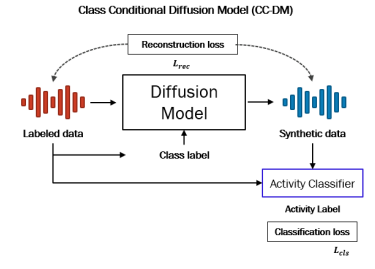 Class Conditional Diffusion Model (CC-DM)
Reconstruction loss
L_rec
Diffusion
Model
Labeled data
Synthetic data
Class label
Activity Classifier
Activity Label
Classification loss
L_cls